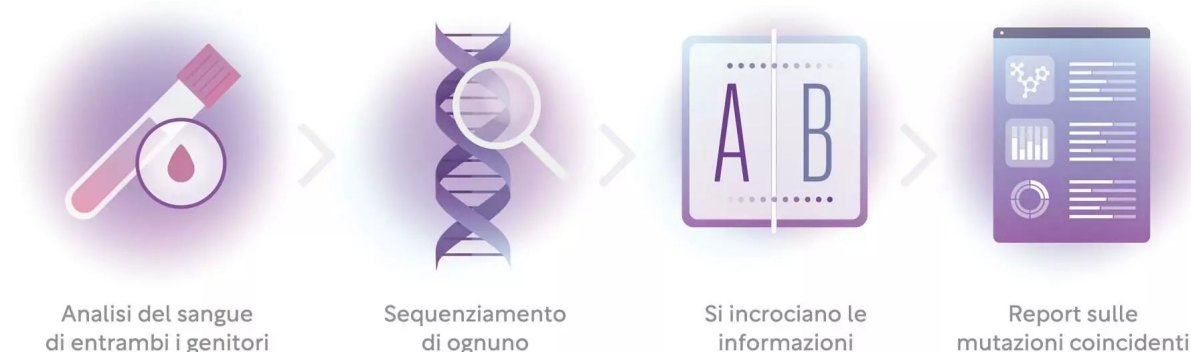 A B
Analisi del sangue
di entrambi i genitori
Sequenziamento
di ognuno
Si incrociano le
informazioni
Report sulle
mutazioni coincidenti